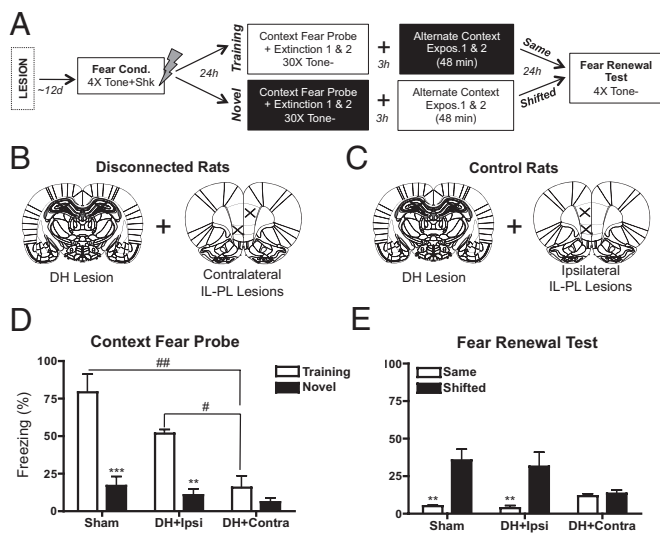 A
LESION
~12d
Fear Cond.
4X Tone+Shk
24h
Training
Novel
Context Fear Probe
+ Extinction 1 & 2
30X Tone-
+
3h
Alternate Context
Expos.1 & 2
(48 min)
Context Fear Probe
+ Extinction 1 & 2
30X Tone-
+
3h
Alternate Context
Expos.1 & 2
(48 min)
Same
24h
Shifted
Fear Renewal
Test
4X Tone-
B
Disconnected Rats
DH Lesion
+
X
X
Contralateral
IL-PL Lesions
C
Control Rats
DH Lesion
+
X
X
Ipsilateral
IL-PL Lesions
D
Context Fear Probe
Freezing (%)
100
75
50
25
0
##
#
Training
Novel
***
**
Sham
DH+Ipsi
DH+Contra
E
Fear Renewal Test
100
75
50
25
0
Same
Shifted
**
**
Sham
DH+Ipsi
DH+Contra